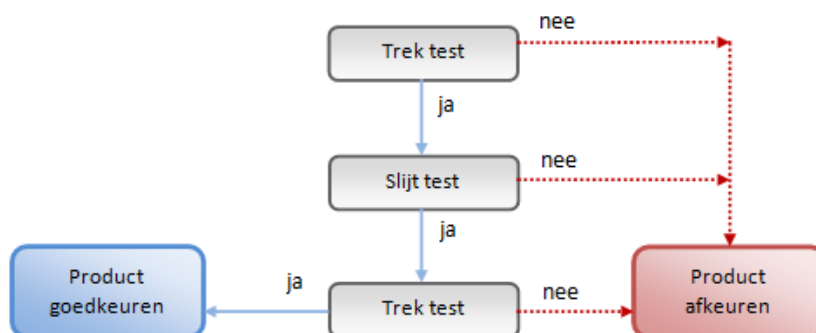 nee
Trek test
ja
nee
Slijt test
ja
Product
goedkeuren
ja
Trek test
nee
Product
afkeuren